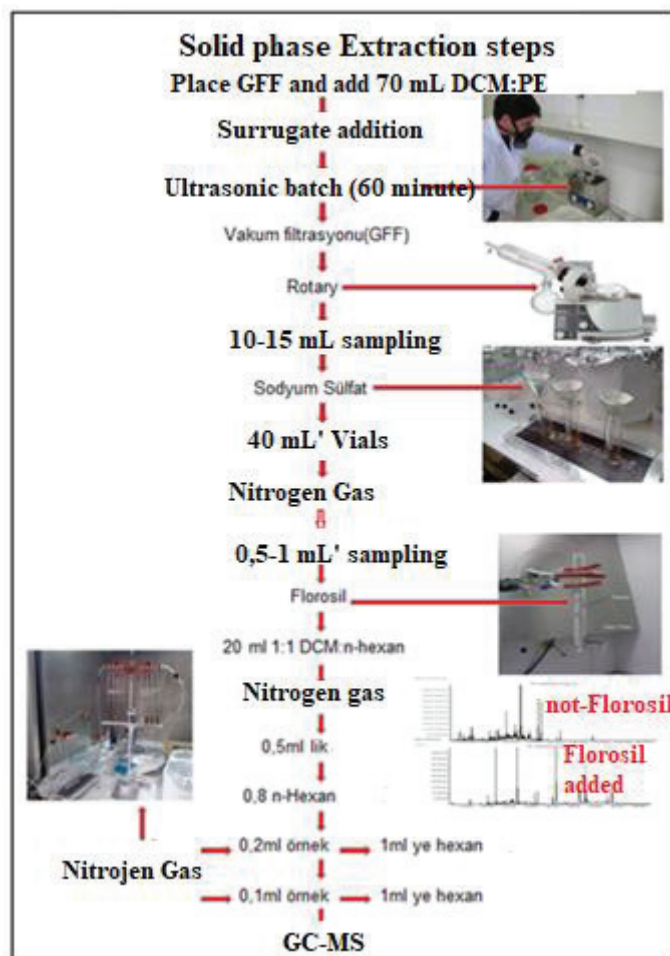 Solid phase Extraction steps
Place GFF and add 70 mL DCM:PE
Surrugate addition
Ultrasonic batch (60 minute)
Vakum filtrasyonu(GFF)
Rotary
10-15 mL sampling
Sodyum Sülfat
40 mL' Vials
Nitrogen Gas
0,5-1 mL' sampling
Florosil
20 ml 1:1 DCM:n-hexan
Nitrogen gas
not-Florosil
0,5ml lik
Florosil
added
0,8 n-Hexan
0,2ml örnek
1ml ye hexan
Nitrojen Gas
0,1ml örnek
1ml ye hexan
GC-MS